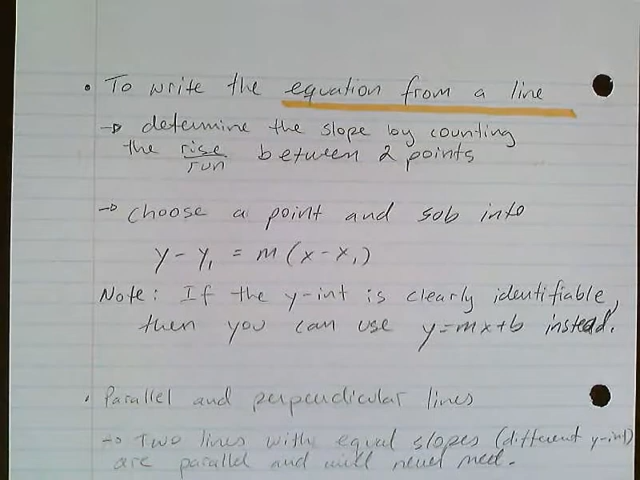 • To write the equation from a line
→ determine the slope by counting
the rise/run between 2 points
→ choose a point and sub into
y - y₁ = m (x - x₁)
Note: If the y-int is clearly identifiable,
then you can use y=mx+b instead.
• Parallel and perpendicular lines
→ Two lines with equal slopes (different y-int)
are parallel and will never meet.